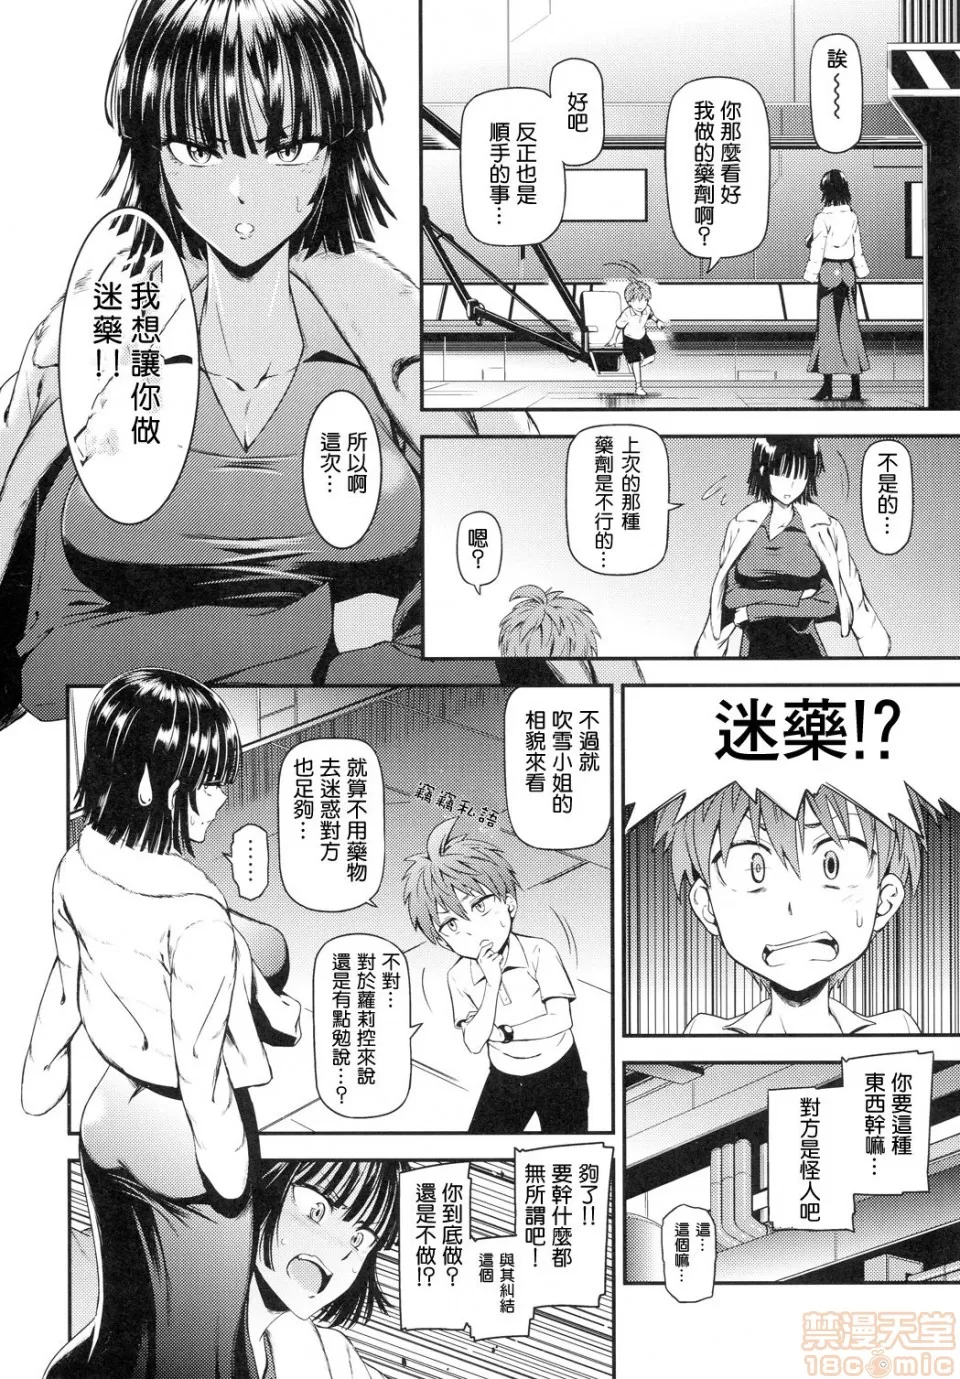 誒～～～～
你那麼看好
我做的藥劑啊？
好吧
反正也是
順手的事…
不是的…
上次的那種
藥劑是不行的…
嗯？
所以啊
這次…
我想讓你做
迷藥！！
迷藥!?
你要這種
東西幹嘛…
對方是怪人吧
這…
這個嘛…
不過就
吹雪小姐的
相貌來看
竊竊私語
就算不用藥物
去迷惑對方
也足夠…
不對…
對於蘿莉控來說
還是有點勉說…？
……
夠了!!
要幹什麼都
無所謂吧！
與其糾結
這個
你到底做？
還是不做!?
禁漫天堂
18comic